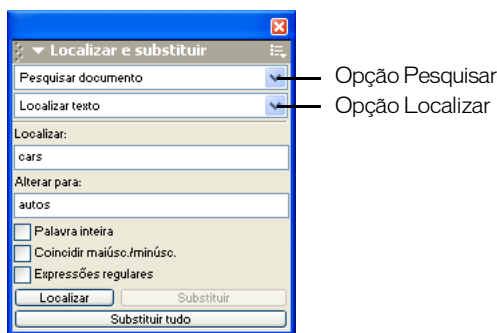 Localizar e substituir
Pesquisar documento
Opção Pesquisar
Localizar texto
Opção Localizar
Localizar:
cars
Alterar para:
autos
Palavra inteira
Coincidir maiúsc./minúsc.
Expressões regulares
Localizar Substituir
Substituir tudo